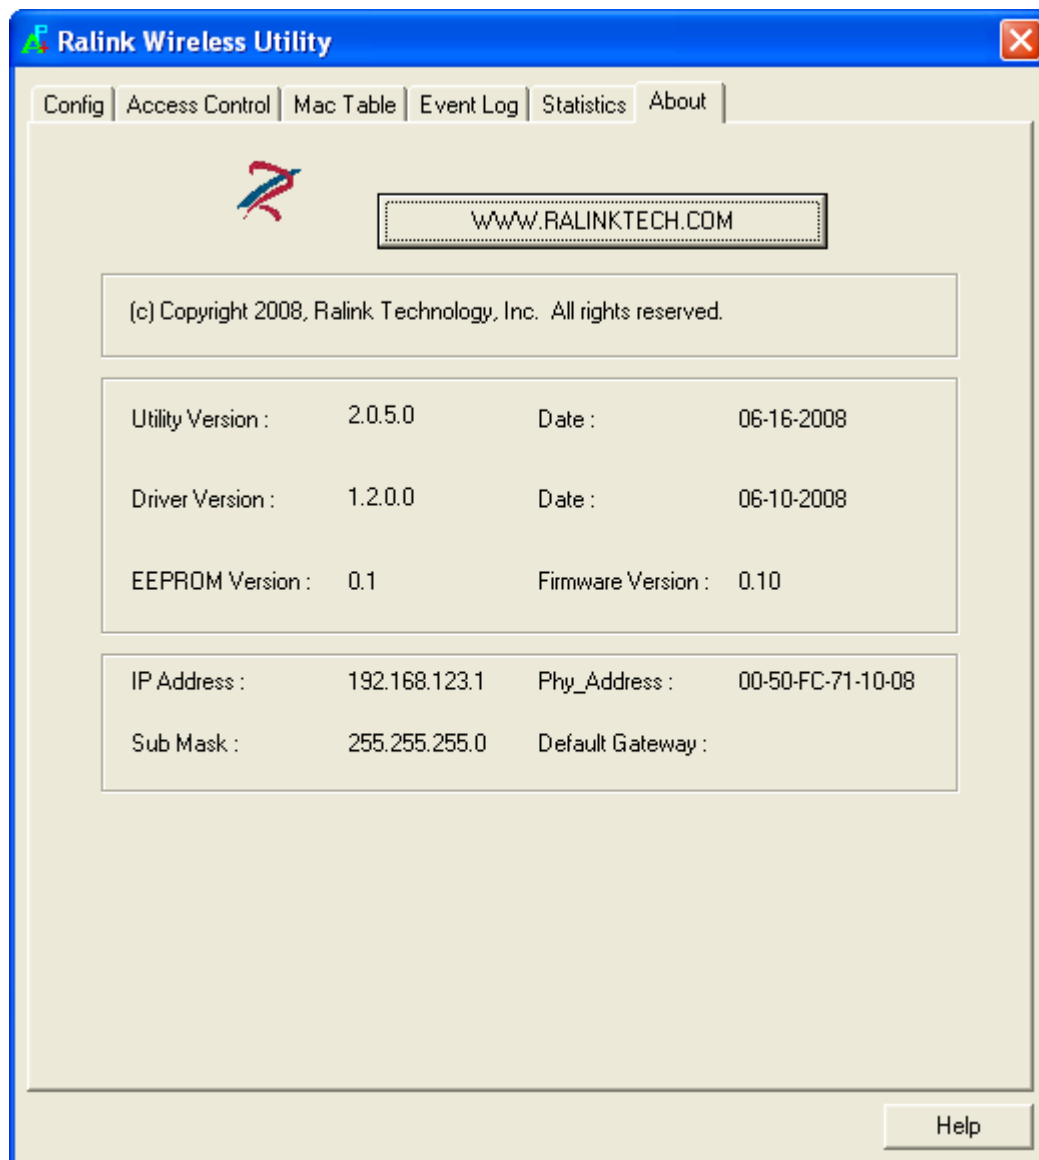 Ralink Wireless Utility
Config Access Control Mac Table Event Log Statistics About
WWW.RALINKTECH.COM
(c) Copyright 2008, Ralink Technology, Inc. All rights reserved.
Utility Version : 2.0.5.0 Date : 06-16-2008
Driver Version : 1.2.0.0 Date : 06-10-2008
EEPROM Version : 0.1 Firmware Version : 0.10
IP Address : 192.168.123.1 Phy_Address : 00-50-FC-71-10-08
Sub Mask : 255.255.255.0 Default Gateway :
Help